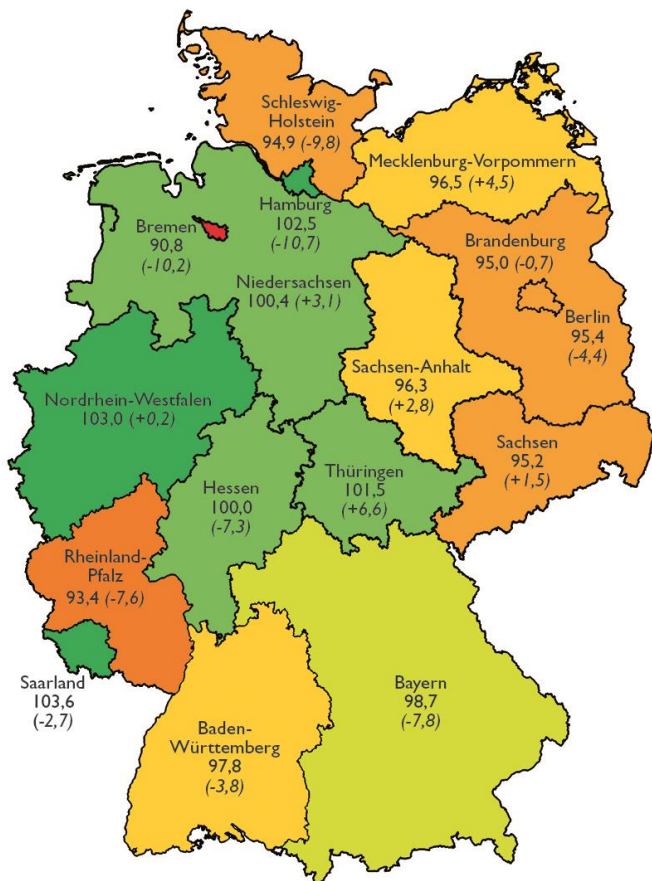 Schleswig-
Holstein
94,9 (-9,8)
Mecklenburg-Vorpommern
96,5 (+4,5)
Hamburg
102,5
(-10,7)
Bremen
90,8
(-10,2)
Brandenburg
95,0 (-0,7)
Niedersachsen
100,4 (+3,1)
Berlin
95,4
(-4,4)
Sachsen-Anhalt
96,3
(+2,8)
Nordrhein-Westfalen
103,0 (+0,2)
Sachsen
95,2
(+1,5)
Thüringen
101,5
(+6,6)
Hessen
100,0
(-7,3)
Rheinland-
Pfalz
93,4 (-7,6)
Saarland
103,6
(-2,7)
Bayern
98,7
(-7,8)
Baden-
Württemberg
97,8
(-3,8)